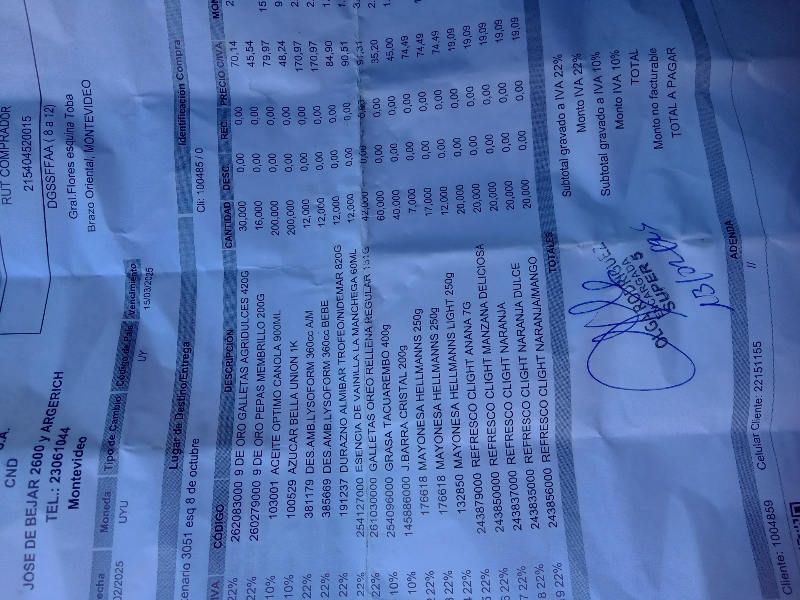 RUT COMPRADOR
215404520015
DGSSFFAA ( 8 a 12)
Gral Flores esquina Toba
Brazo Oriental, MONTEVIDEO
CND
JOSE DE BEJAR 2600 y ARGERICH
TEL.: 23061044
Montevideo
Moneda Tipo de Cambio Código de País Vencimiento
02/2025 UYU UY 15/03/2025
Lugar de Destino/Entrega Identificación Compra
enario 3051 esq 8 de octubre Cli: 100485 / 0
IVA CÓDIGO DESCRIPCIÓN CANTIDAD DESC. REC. PRECIO C/IVA
22% 262083000 9 DE ORO GALLETAS AGRIDULCES 420G 30,000 0,00 0,00 70,14
22% 260279000 9 DE ORO PEPAS MEMBRILLO 200G 16,000 0,00 0,00 45,54
10% 103001 ACEITE OPTIMO CANOLA 900ML 200,000 0,00 0,00 79,97
10% 100529 AZUCAR BELLA UNION 1K 200,000 0,00 0,00 48,24
22% 381179 DES.AMB.LYSOFORM 360cc A/M 12,000 0,00 0,00 170,97
22% 385669 DES.AMB.LYSOFORM 360cc BEBE 12,000 0,00 0,00 170,97
22% 191237 DURAZNO ALMIBAR TROFEO/NIDEMAR 820G 12,000 0,00 0,00 84,90
22% 254127000 ESENCIA DE VAINILLA LA MANCHEGA 60ML 12,000 0,00 0,00 90,51
22% 261030000 GALLETAS OREO RELLENA REGULAR 42,000 0,00
10% 254096000 GRASA TACUAREMBO 400g 60,000 0,00 0,00 35,20
10% 145886000 J.BARRA CRISTAL 200g 40,000 0,00 0,00 45,00
22% 176618 MAYONESA HELLMANNS 250g 7,000 0,00 0,00 74,49
22% 176618 MAYONESA HELLMANNS 250g 17,000 0,00 0,00 74,49
22% 132850 MAYONESA HELLMANNS LIGHT 250g 12,000 0,00 0,00 74,49
22% 243879000 REFRESCO CLIGHT ANANA 7G 20,000 0,00 0,00 19,09
22% 243850000 REFRESCO CLIGHT MANZANA DELICIOSA 20,000 0,00 0,00 19,09
22% 243837000 REFRESCO CLIGHT NARANJA 20,000 0,00 0,00 19,09
22% 243835000 REFRESCO CLIGHT NARANJA DULCE 20,000 0,00 0,00 19,09
22% 243856000 REFRESCO CLIGHT NARANJA/MANGO 20,000 0,00 0,00 19,09
TOTALES
Subtotal gravado a IVA 22%
Monto IVA 22%
Subtotal gravado a IVA 10%
Monto IVA 10%
TOTAL
Monto no facturable
TOTAL A PAGAR
OLGA RODRIGUEZ
ENCARGADA
SUPER 5
ADENDA
Celular Cliente: 22151155 //
Cliente: 1004859